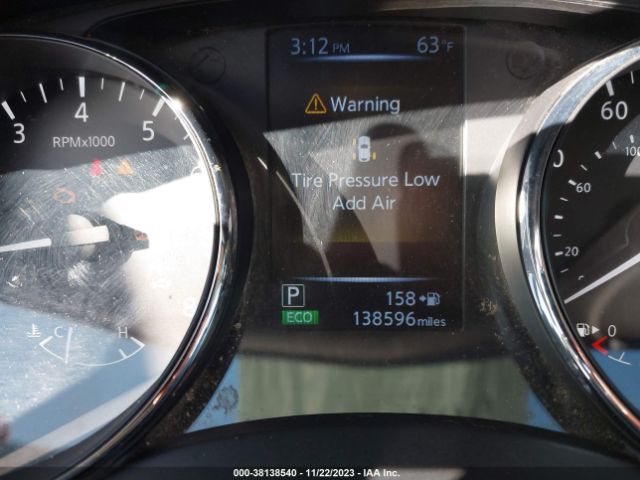 3:12 PM 63°F
Warning
Tire Pressure Low
Add Air
P 158
ECO 138596 miles
3 4 5
RPMx1000
C H
60
100
0
60
20
0
000-38138540 - 11/22/2023 - IAA Inc.